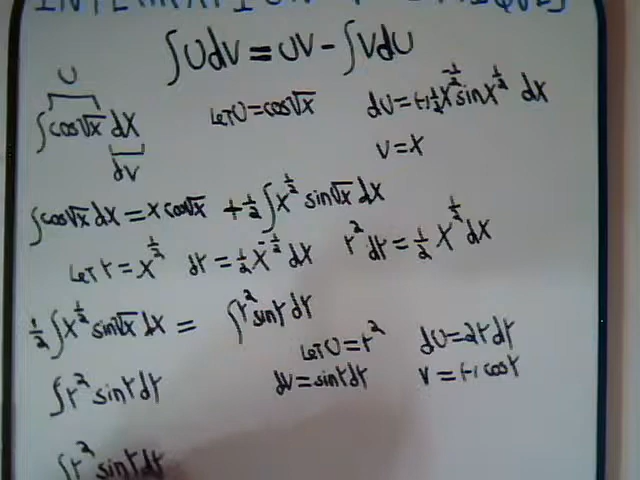 INTEGRATION TECHNIQUES
∫UdV = UV - ∫VdU
U
∫cos√x dx LET U = cos√x dU = (-1)½x^-½ sin x^½ dx
dV V = x
∫cos√x dx = x cos√x + ½∫x^½ sin√x dx
LET r = x^½ dr = ½x^-½ dx r² dr = ½ x^½ dx
½∫x^½ sin√x dx = ∫r² sin r dr
LET U = r² dU = 2r dr
∫r² sin r dr dV = sin r dr V = (-1) cos r
∫r² sin r dr